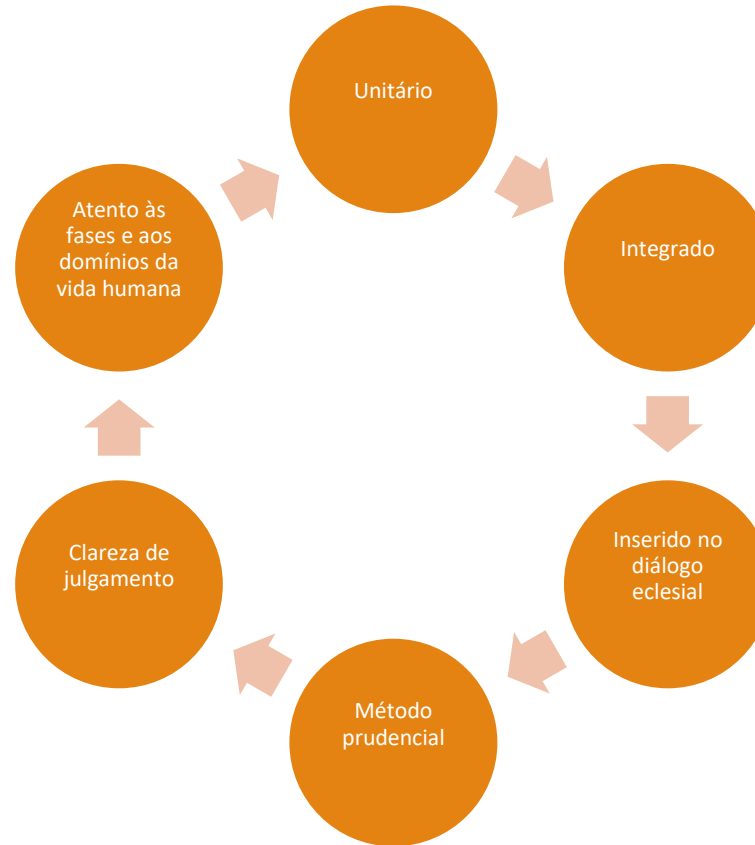 Unitário
Integrado
Inserido no
diálogo
eclesial
Método
prudencial
Clareza de
julgamento
Atento às
fases e aos
domínios da
vida humana